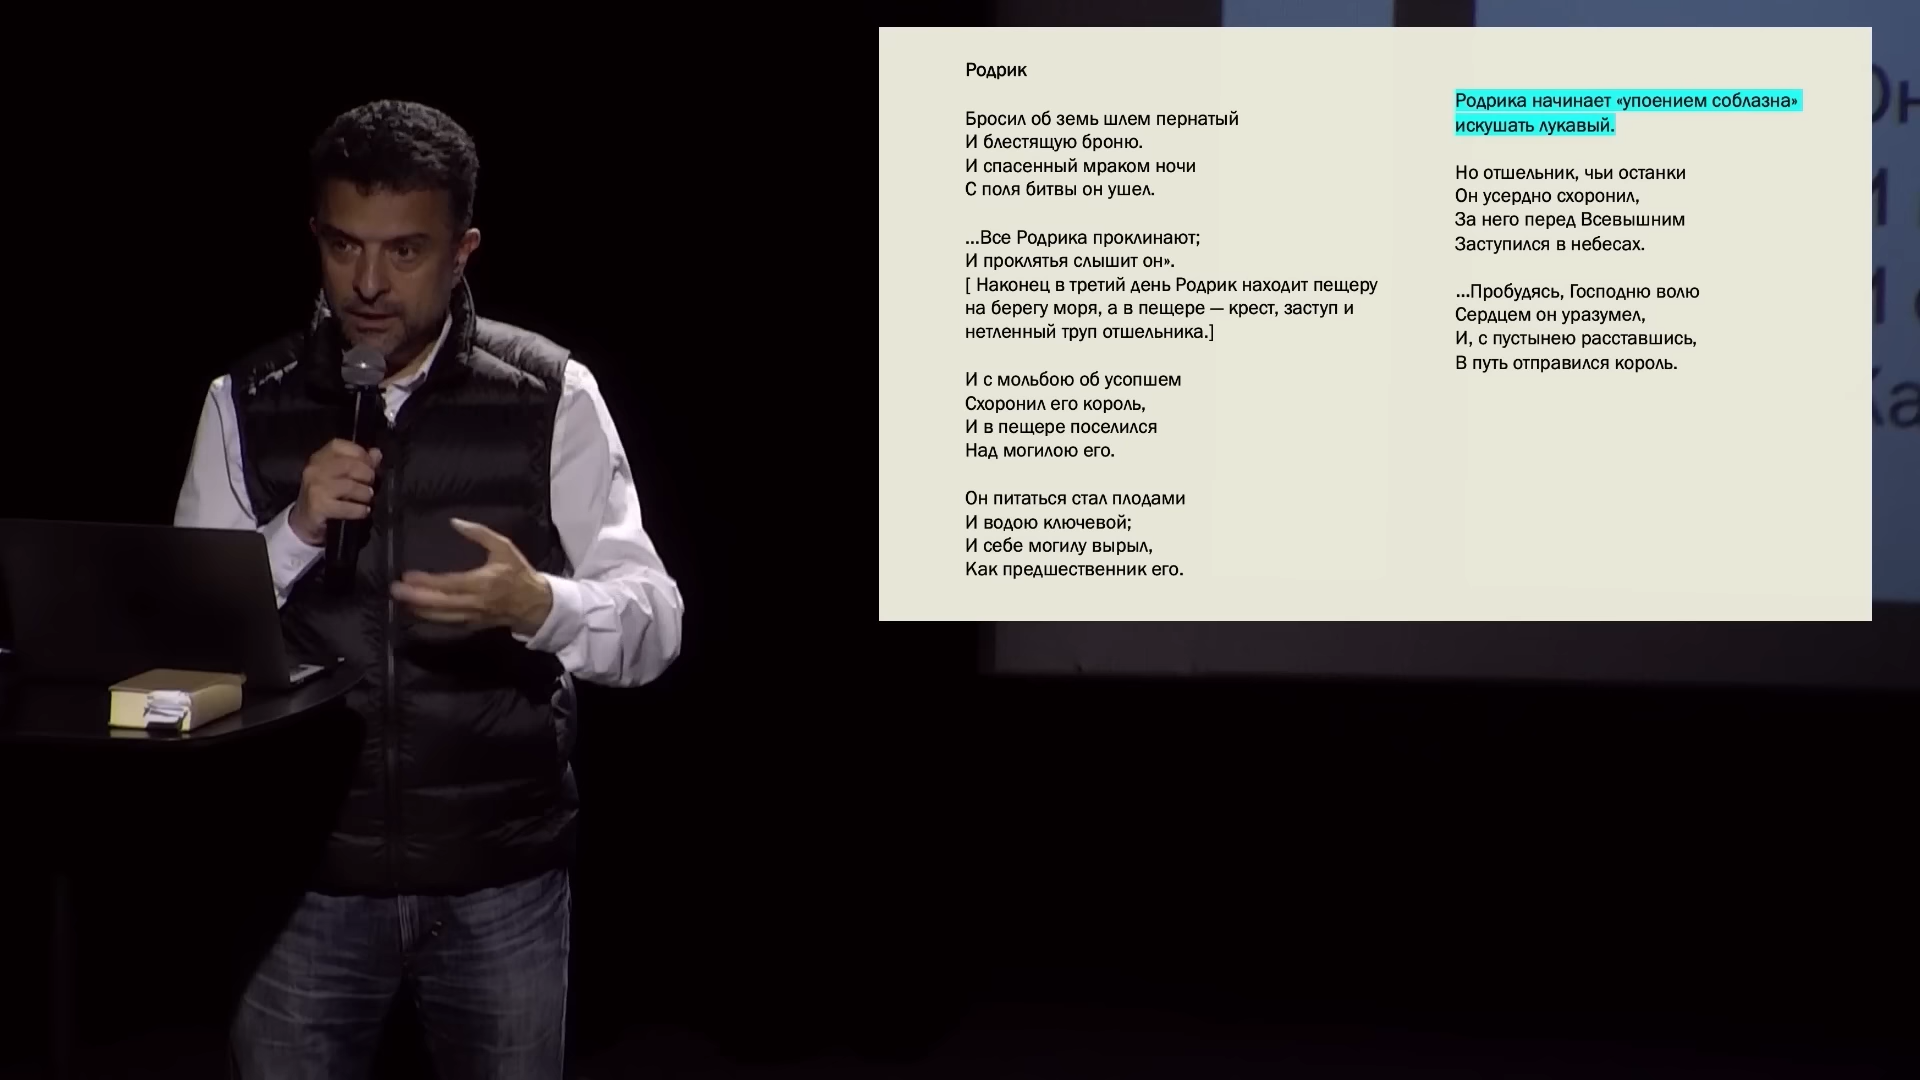 Родрик
Бросил об земь шлем пернатый
И блестящую броню.
И спасенный мраком ночи
С поля битвы он ушел.
...Все Родрика проклинают;
И проклятья слышит он».
[ Наконец в третий день Родрик находит пещеру
на берегу моря, а в пещере — крест, заступ и
нетленный труп отшельника.]
И с мольбою об усопшем
Схоронил его король,
И в пещере поселился
Над могилою его.
Он питаться стал плодами
И водою ключевой;
И себе могилу вырыл,
Как предшественник его.
Родрика начинает «упоением соблазна»
искушать лукавый.
Но отшельник, чьи останки
Он усердно схоронил,
За него перед Всевышним
Заступился в небесах.
...Пробудясь, Господню волю
Сердцем он уразумел,
И, с пустынею расставшись,
В путь отправился король.